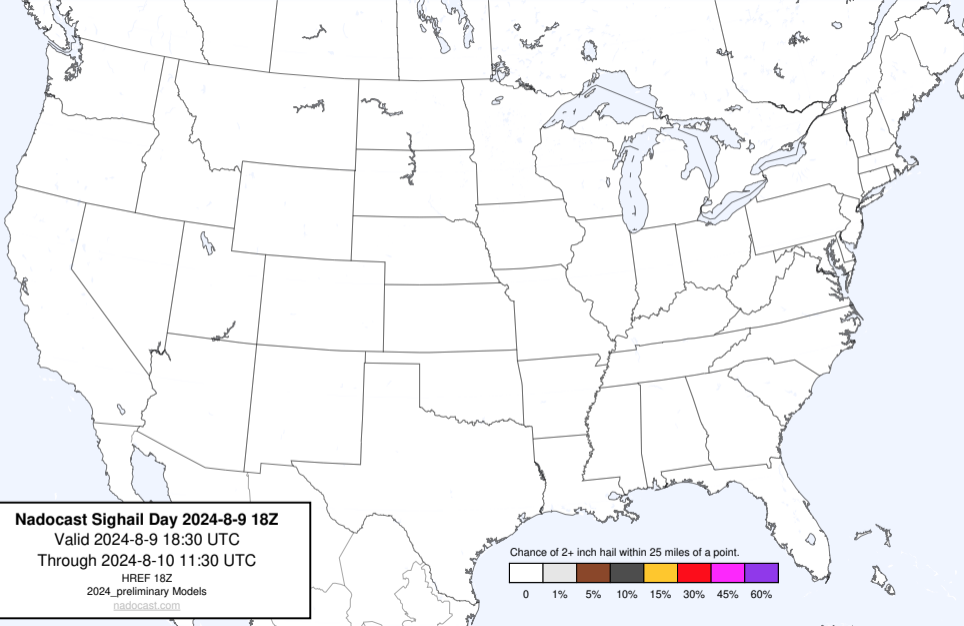 Nadocast Sighail Day 2024-8-9 18Z
Valid 2024-8-9 18:30 UTC
Through 2024-8-10 11:30 UTC
HREF 18Z
2024_preliminary Models
nadocast.com
Chance of 2+ inch hail within 25 miles of a point.
0 1% 5% 10% 15% 30% 45% 60%